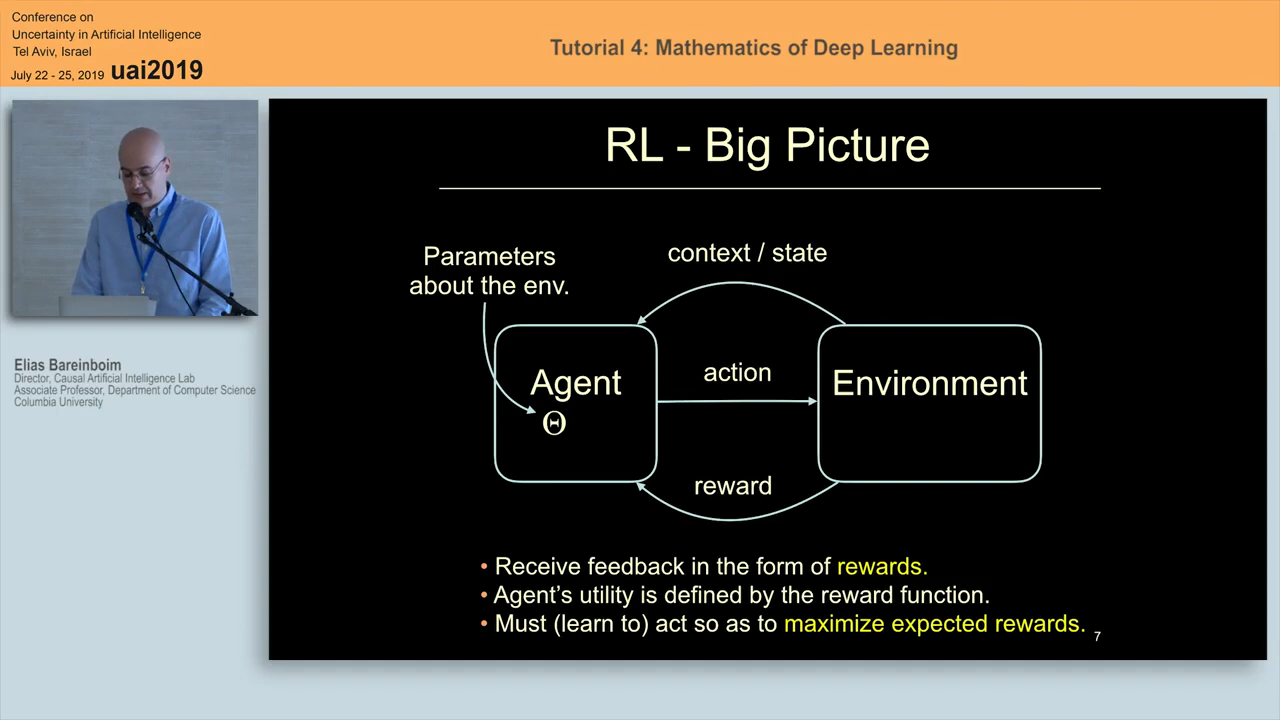 Conference on
Uncertainty in Artificial Intelligence
Tel Aviv, Israel
July 22 - 25, 2019 uai2019
Tutorial 4: Mathematics of Deep Learning
Elias Bareinboim
Director, Causal Artificial Intelligence Lab
Associate Professor, Department of Computer Science
Columbia University
RL - Big Picture
Parameters
about the env.
context / state
Agent
Θ
action
Environment
reward
• Receive feedback in the form of rewards.
• Agent's utility is defined by the reward function.
• Must (learn to) act so as to maximize expected rewards.
7